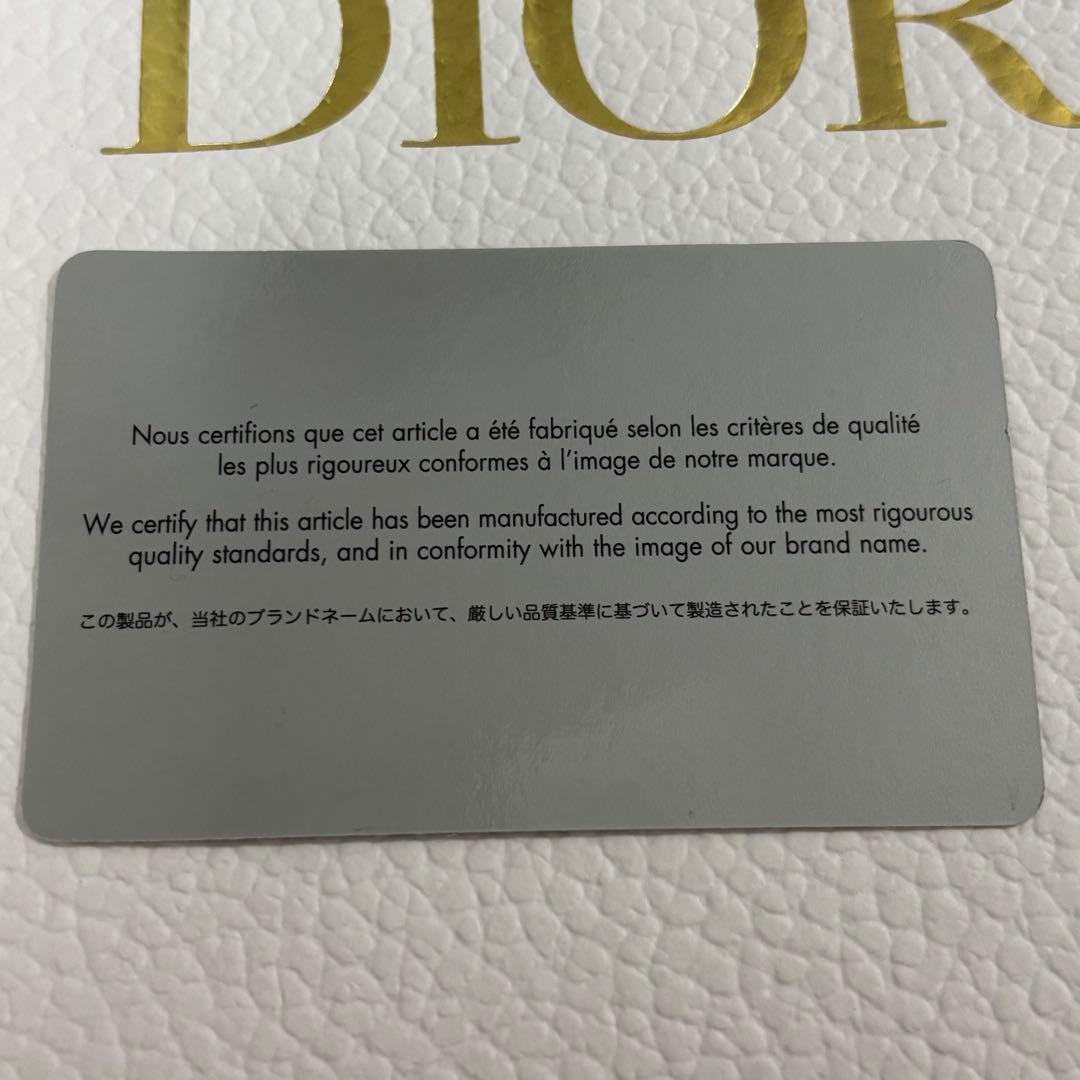 DIOR
Nous certifions que cet article a été fabriqué selon les critères de qualité
les plus rigoureux conformes à l'image de notre marque.
We certify that this article has been manufactured according to the most rigourous
quality standards, and in conformity with the image of our brand name.
この製品が、当社のブランドネームにおいて、厳しい品質基準に基づいて製造されたことを保証いたします。